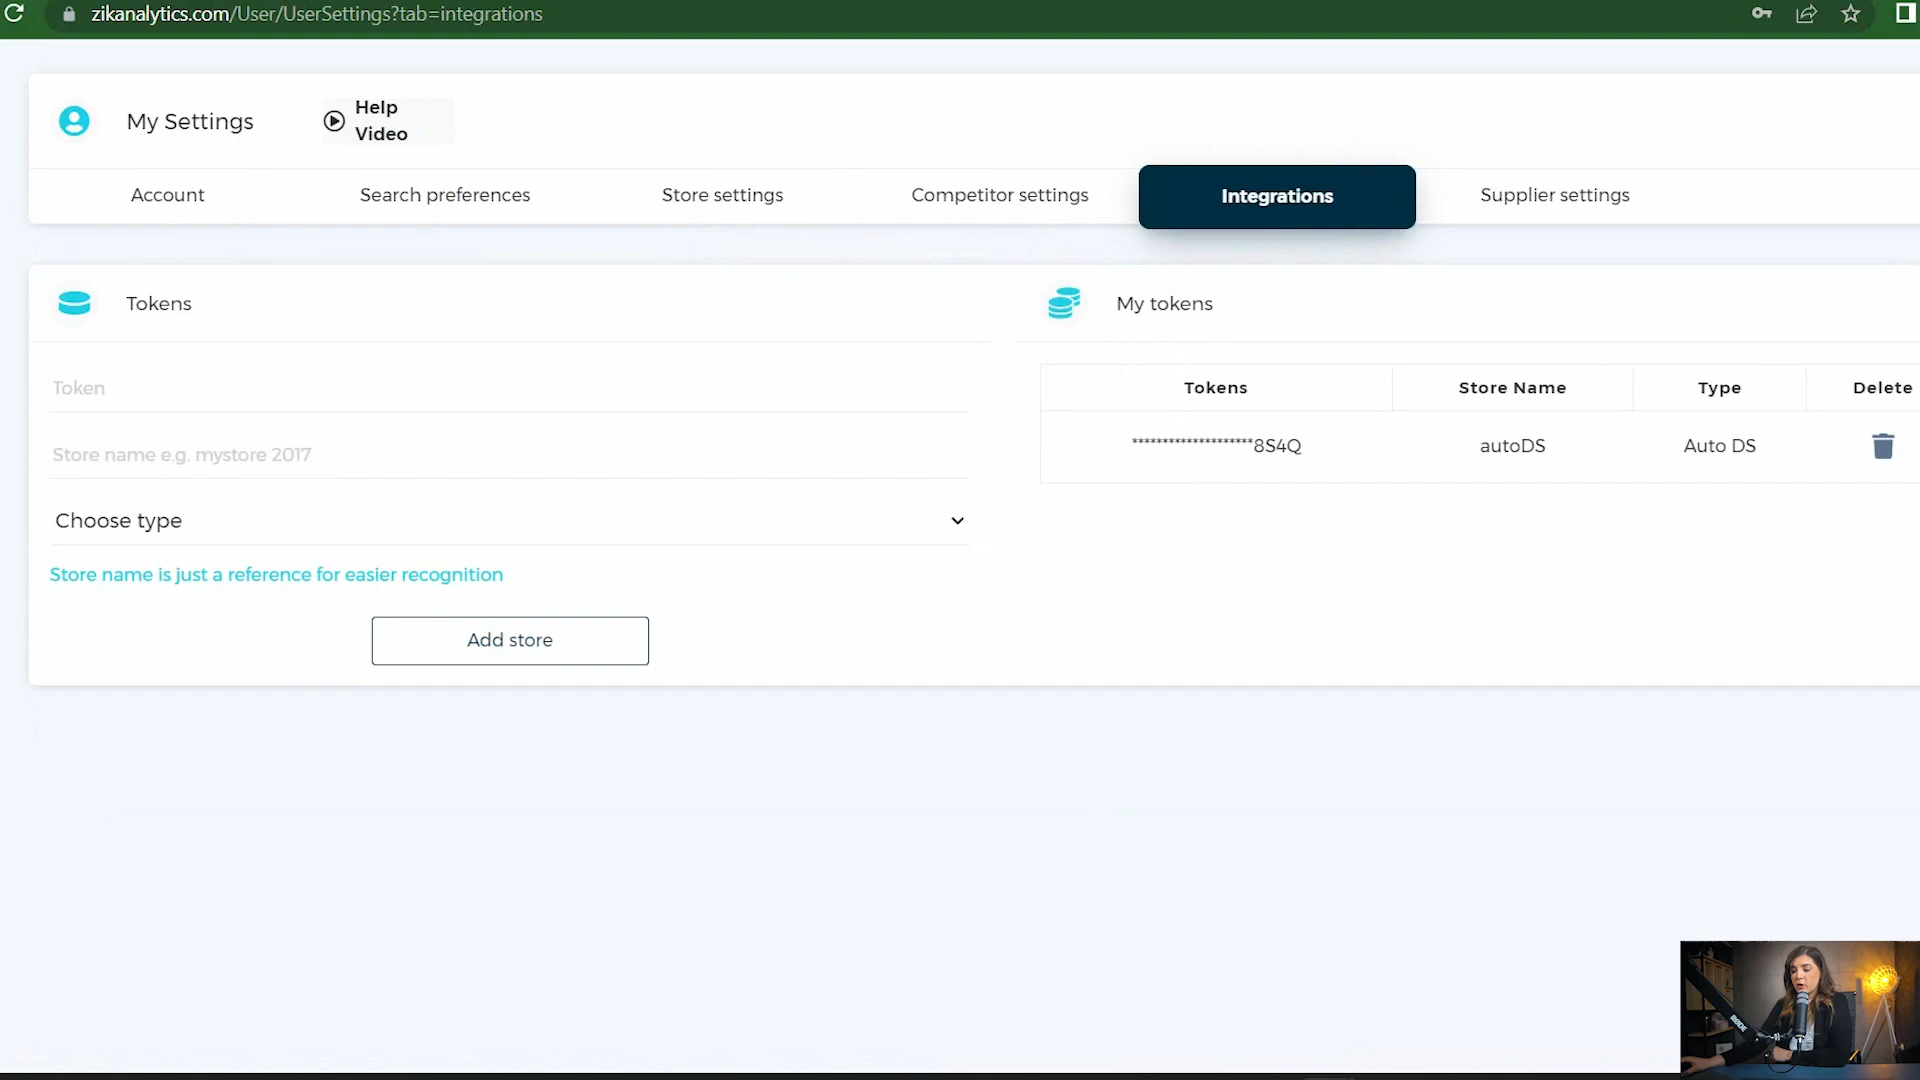 zikanalytics.com/User/UserSettings?tab=integrations
My Settings
Help
Video
Account
Search preferences
Store settings
Competitor settings
Integrations
Supplier settings
Tokens
Token
Store name e.g. mystore 2017
Choose type
Store name is just a reference for easier recognition
Add store
My tokens
Tokens Store Name Type Delete
********************8S4Q autoDS Auto DS
RØDE